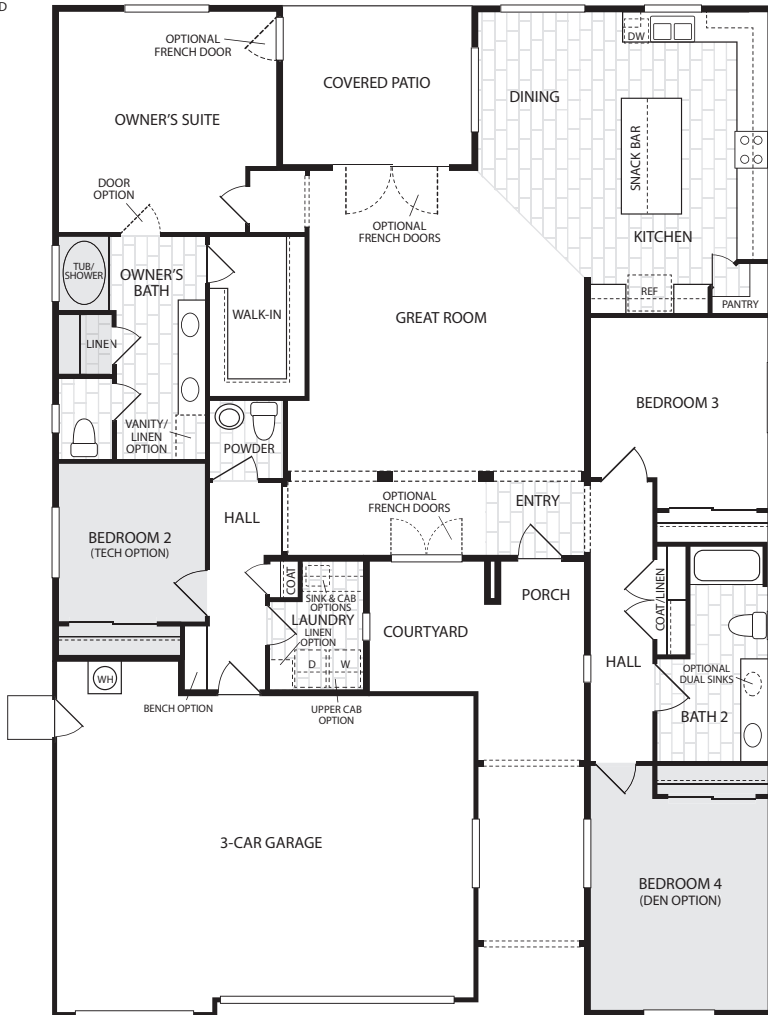 D
OPTIONAL
FRENCH DOOR
COVERED PATIO
DINING
DW
OWNER'S SUITE
SNACK BAR
DOOR
OPTION
OPTIONAL
FRENCH DOORS
KITCHEN
TUB/
SHOWER
OWNER'S
BATH
REF
PANTRY
WALK-IN
GREAT ROOM
LINEN
BEDROOM 3
VANITY/
LINEN
OPTION
POWDER
HALL
OPTIONAL
FRENCH DOORS
ENTRY
BEDROOM 2
(TECH OPTION)
COAT
SINK & CAB
OPTIONS
LAUNDRY
LINEN
OPTION
D
W
COURTYARD
PORCH
COAT/LINEN
HALL
OPTIONAL
DUAL SINKS
BATH 2
WH
BENCH OPTION
UPPER CAB
OPTION
3-CAR GARAGE
BEDROOM 4
(DEN OPTION)